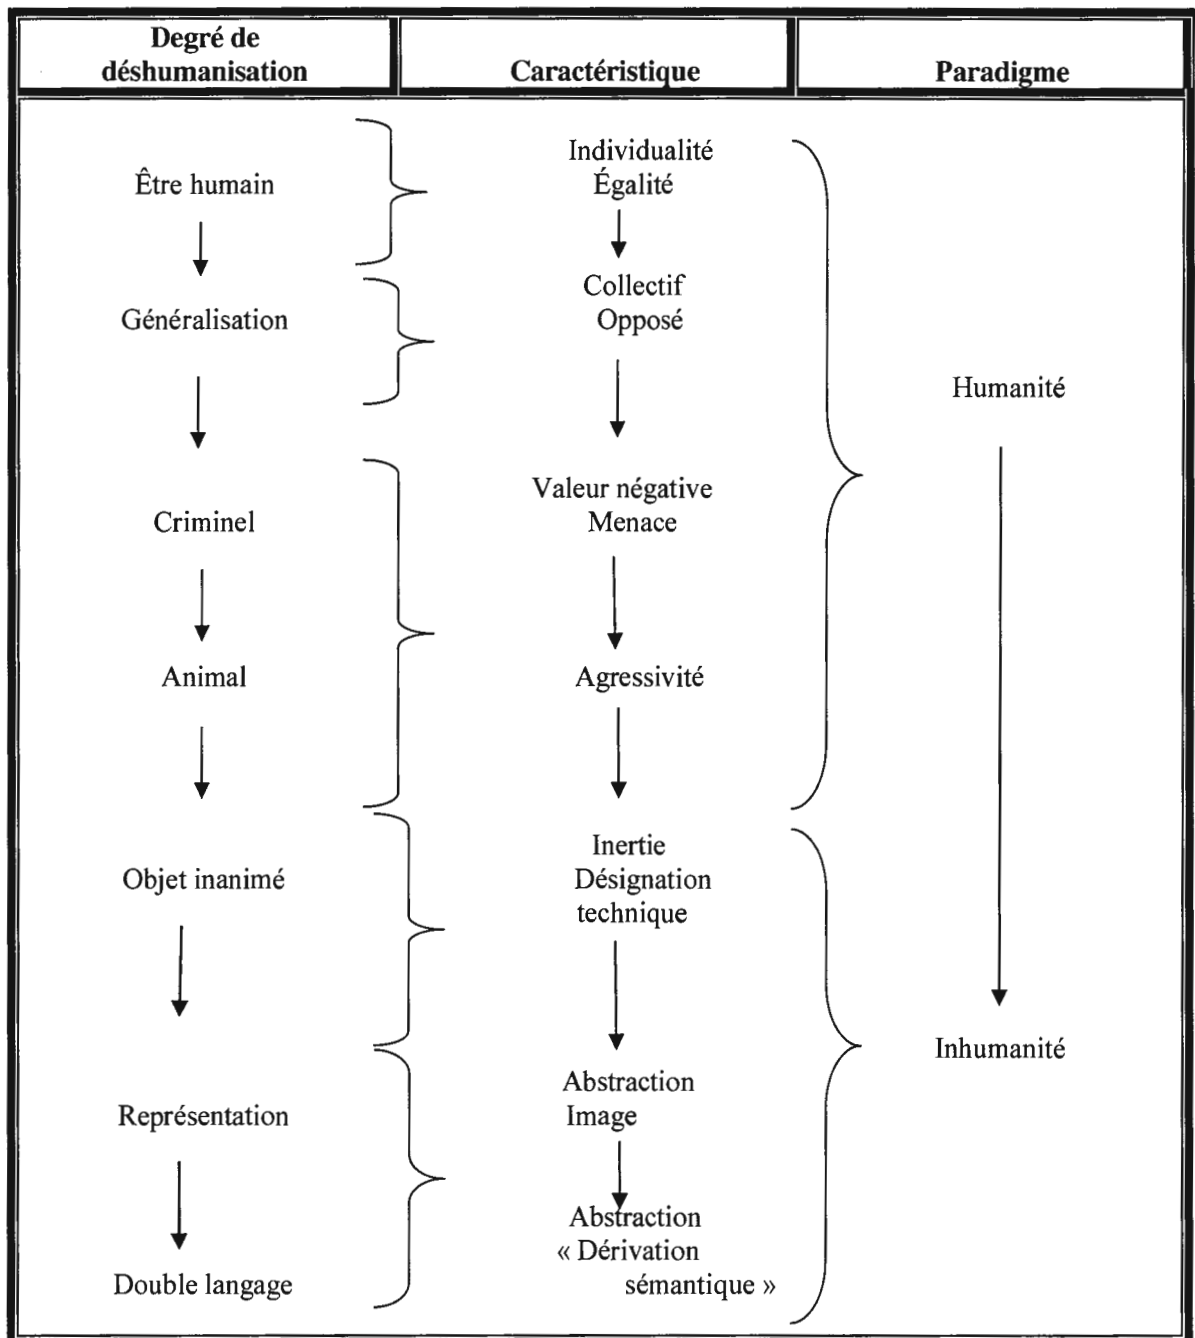 Degré de
déshumanisation
Caractéristique
Paradigme
Être humain
Individualité
Égalité
Généralisation
Collectif
Opposé
Humanité
Criminel
Valeur négative
Menace
Animal
Agressivité
Objet inanimé
Inertie
Désignation
technique
Inhumanité
Représentation
Abstraction
Image
Double langage
Abstraction
« Dérivation
sémantique »